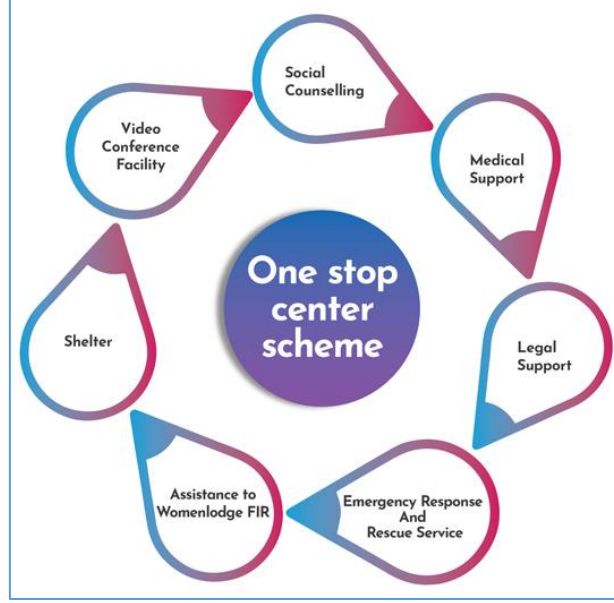 One stop
center
scheme
Social
Counselling
Medical
Support
Legal
Support
Emergency Response
And
Rescue Service
Assistance to
Womenlodge FIR
Shelter
Video
Conference
Facility